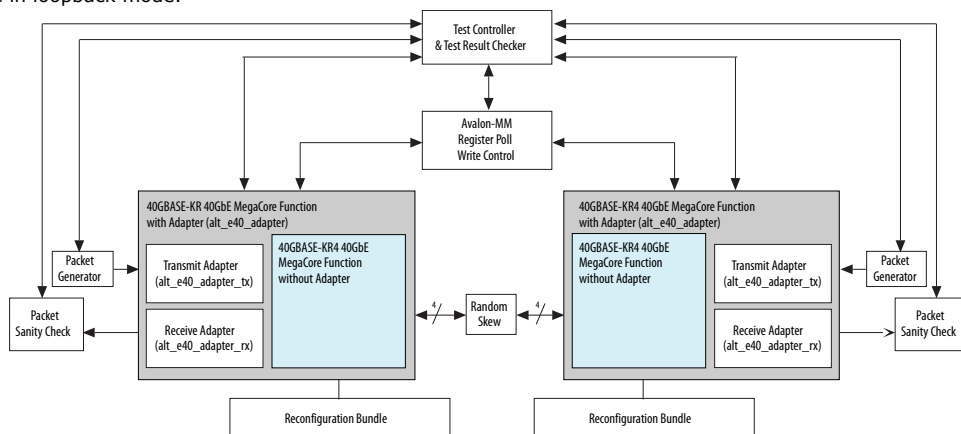 in loopback mode.
Test Controller
& Test Result Checker
Avalon-MM
Register Poll
Write Control
40GBASE-KR 40GbE MegaCore Function
with Adapter (alt_e40_adapter)
40GBASE-KR4 40GbE
MegaCore Function
without Adapter
Packet
Generator
Transmit Adapter
(alt_e40_adapter_tx)
Packet
Sanity Check
Receive Adapter
(alt_e40_adapter_rx)
4
Random
Skew
4
40GBASE-KR4 40GbE MegaCore Function
with Adapter (alt_e40_adapter)
40GBASE-KR4 40GbE
MegaCore Function
without Adapter
Transmit Adapter
(alt_e40_adapter_tx)
Packet
Generator
Receive Adapter
(alt_e40_adapter_rx)
Packet
Sanity Check
Reconfiguration Bundle
Reconfiguration Bundle